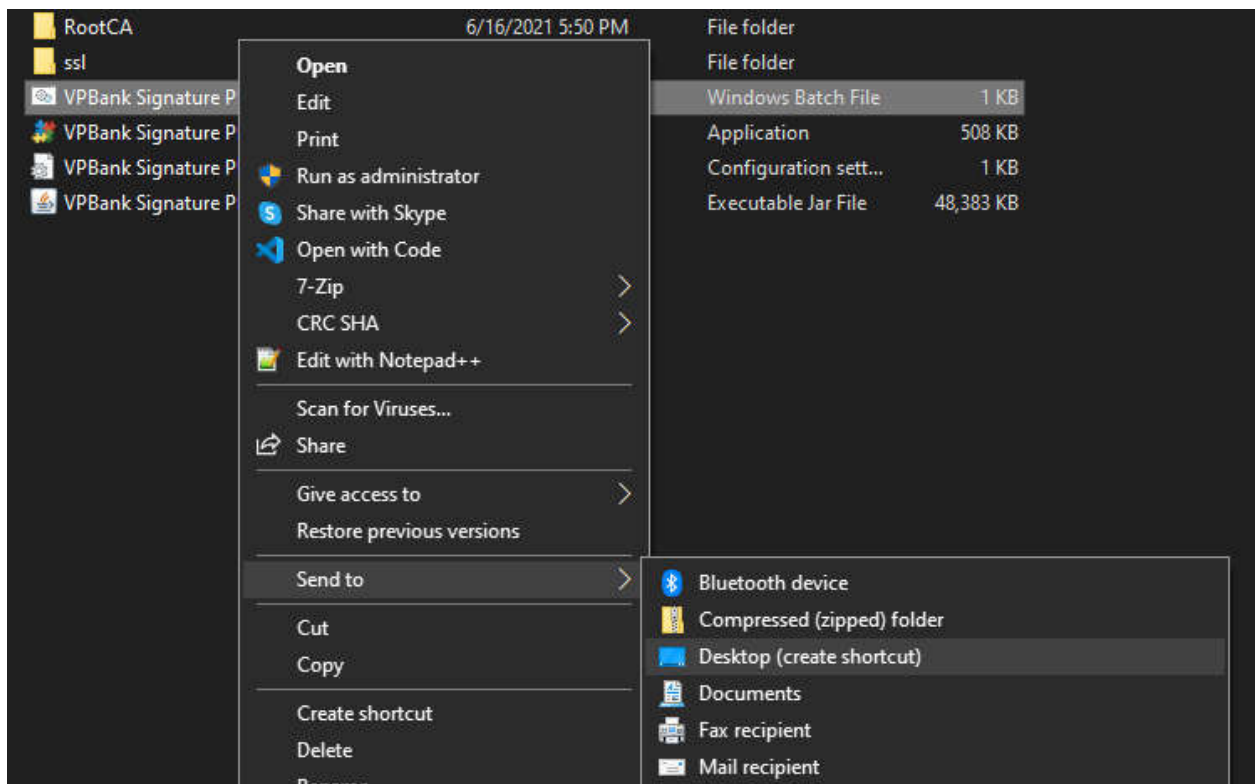 RootCA 6/16/2021 5:50 PM File folder
ssl File folder
VPBank Signature P Windows Batch File 1 KB
VPBank Signature P Application 508 KB
VPBank Signature P Configuration sett... 1 KB
VPBank Signature P Executable Jar File 48,383 KB
Open
Edit
Print
Run as administrator
Share with Skype
Open with Code
7-Zip
CRC SHA
Edit with Notepad++
Scan for Viruses...
Share
Give access to
Restore previous versions
Send to
Cut
Copy
Create shortcut
Delete
Bluetooth device
Compressed (zipped) folder
Desktop (create shortcut)
Documents
Fax recipient
Mail recipient